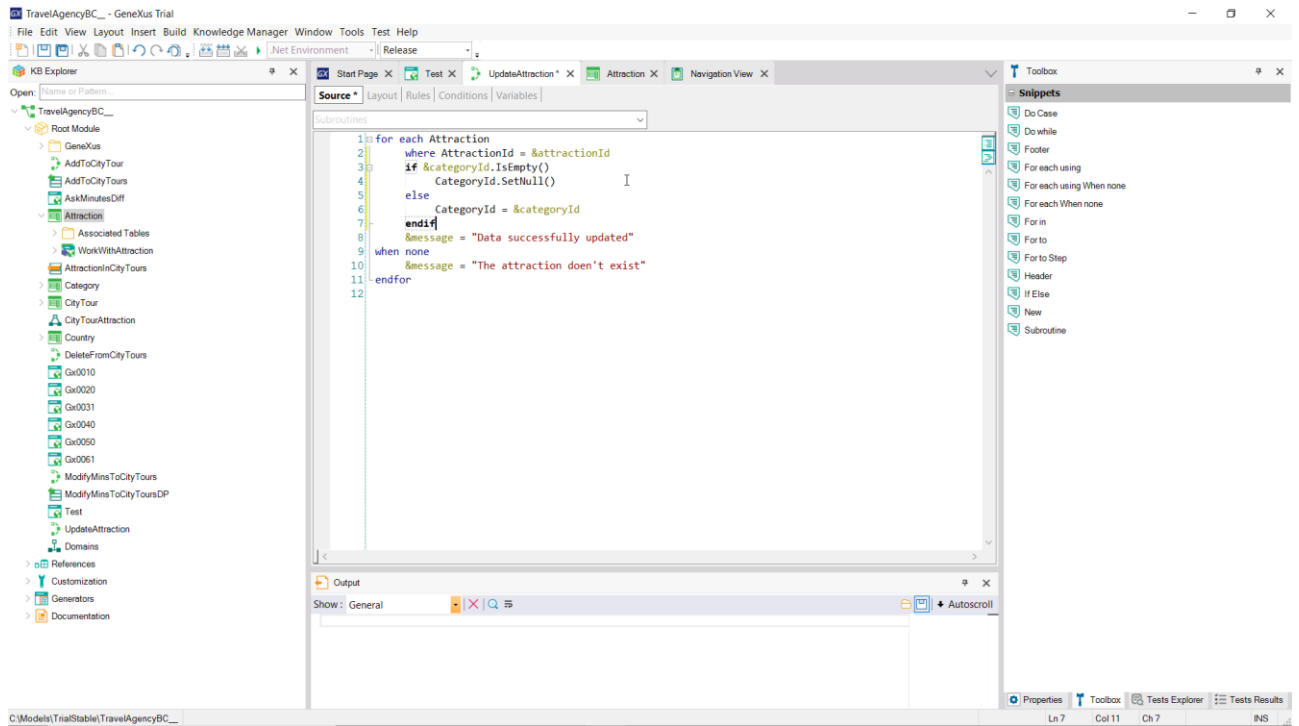 TravelAgencyBC__ - GeneXus Trial
File Edit View Layout Insert Build Knowledge Manager Window Tools Test Help
.Net Environment Release
KB Explorer
Open: Name or Pattern...
TravelAgencyBC__
Root Module
GeneXus
AddToCityTour
AddToCityTours
AskMinutesDiff
Attraction
Associated Tables
WorkWithAttraction
AttractionInCityTours
Category
CityTour
CityTourAttraction
Country
DeleteFromCityTours
Gx0010
Gx0020
Gx0031
Gx0040
Gx0050
Gx0061
ModifyMinsToCityTours
ModifyMinsToCityToursDP
Test
UpdateAttraction
Domains
References
Customization
Generators
Documentation
Start Page Test UpdateAttraction * Attraction Navigation View
Source * Layout Rules Conditions Variables
Subroutines
1 for each Attraction
2 where AttractionId = &attractionId
3 if &categoryId.IsEmpty()
4 CategoryId.SetNull()
5 else
6 CategoryId = &categoryId
7 endif
8 &message = "Data successfully updated"
9 when none
10 &message = "The attraction doen't exist"
11 endfor
12
Output
Show: General Autoscroll
Toolbox
Snippets
Do Case
Do while
Footer
For each using
For each using When none
For each When none
For in
For to
For to Step
Header
If Else
New
Subroutine
Properties Toolbox Tests Explorer Tests Results
C:\Models\TrialStable\TravelAgencyBC__ Ln 7 Col 11 Ch 7 INS